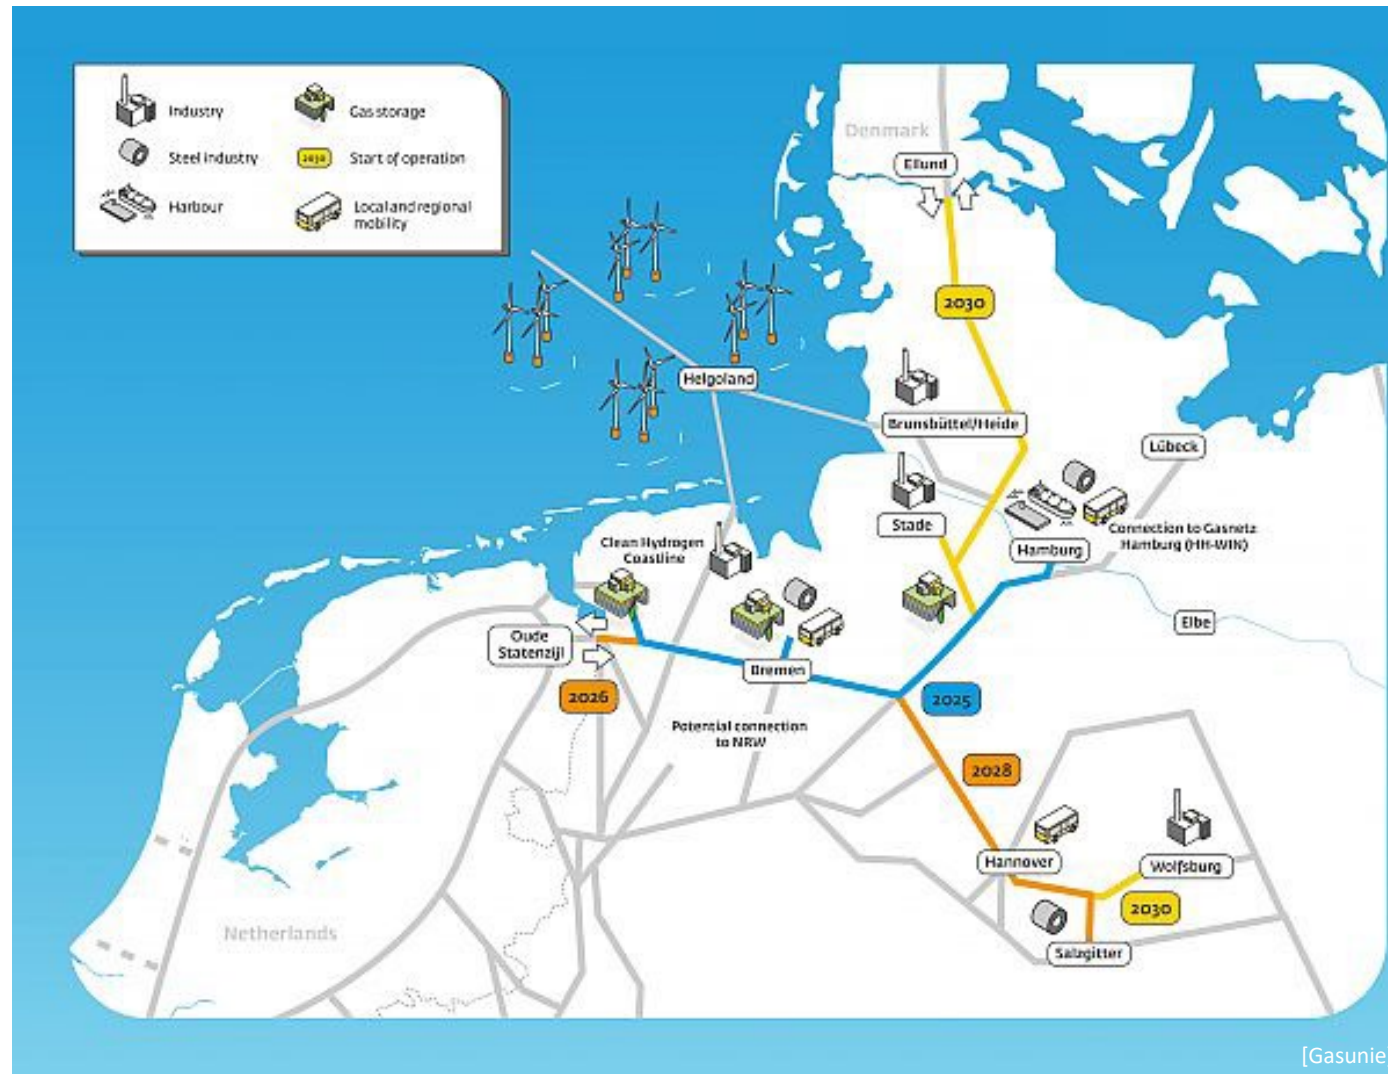 Industry
Gas storage
Steel industry
2030
Start of operation
Harbour
Local and regional
mobility
Denmark
Ellund
2030
Helgoland
Brunsbüttel/Heide
Lübeck
Stade
Connection to Gasnetz
Hamburg (HH-WIN)
Hamburg
Clean Hydrogen
Coastline
Oude
Statenzijl
Elbe
Bremen
2026
2025
Potential connection
to NRW
2028
Hannover
Wolfsburg
2030
Netherlands
Salzgitter
[Gasunie